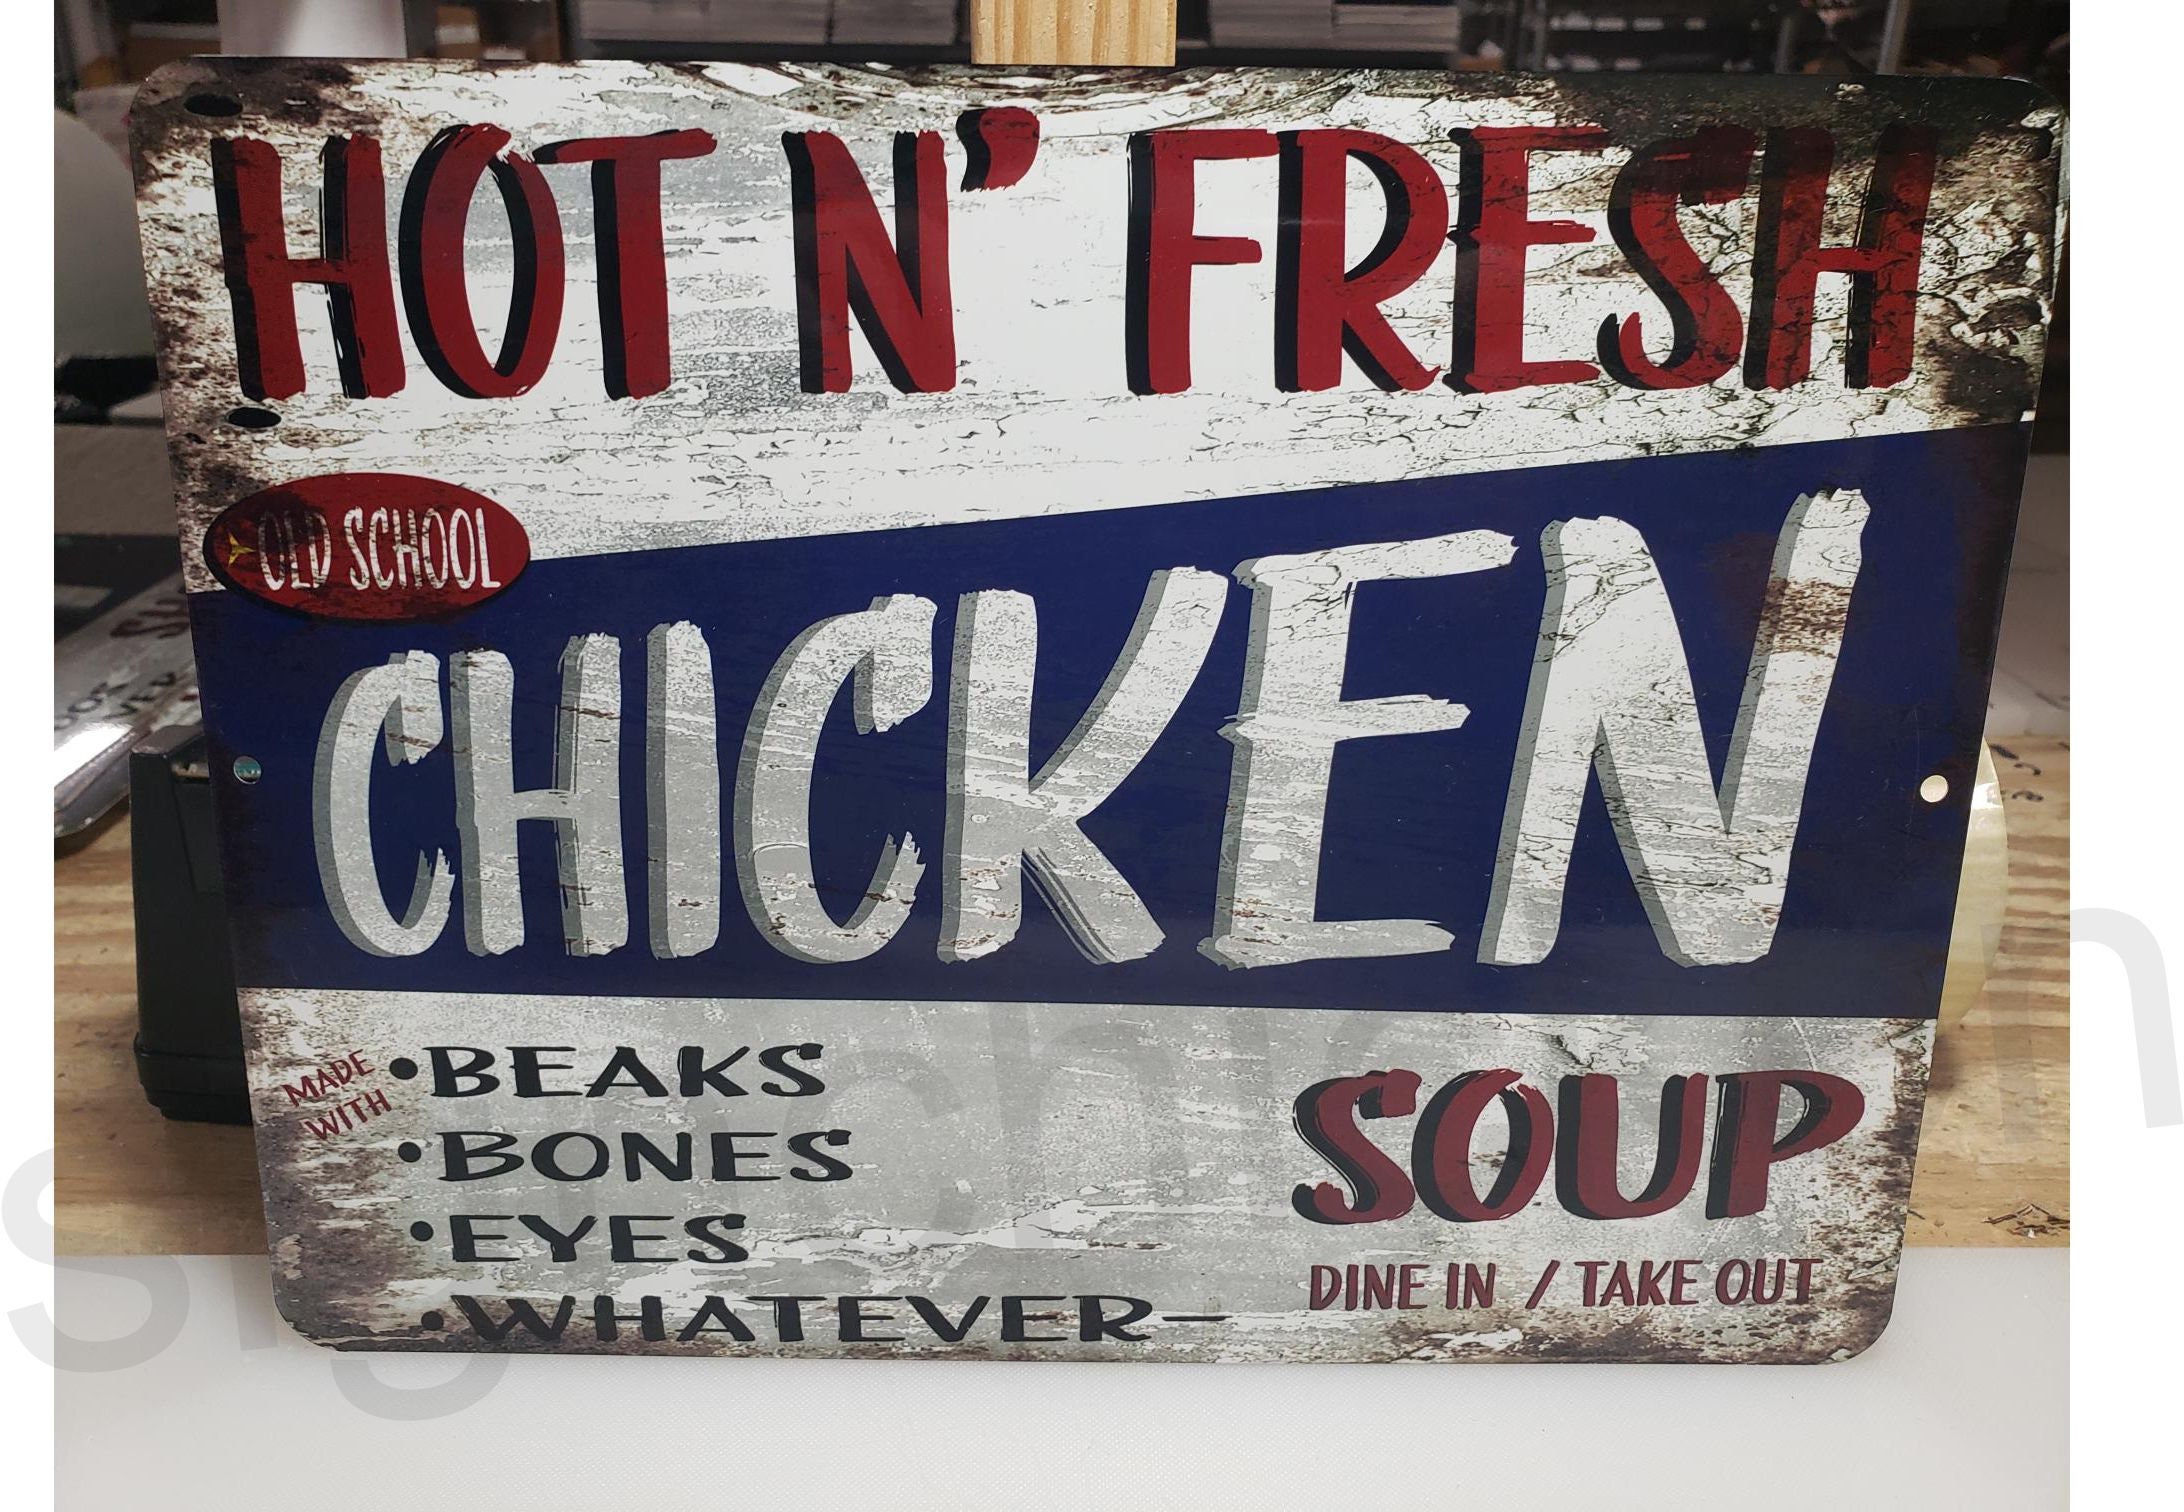 HOT N' FRESH
OLD SCHOOL
CHICKEN
MADE
WITH
•BEAKS
•BONES
•EYES
•WHATEVER-
SOUP
DINE IN / TAKE OUT